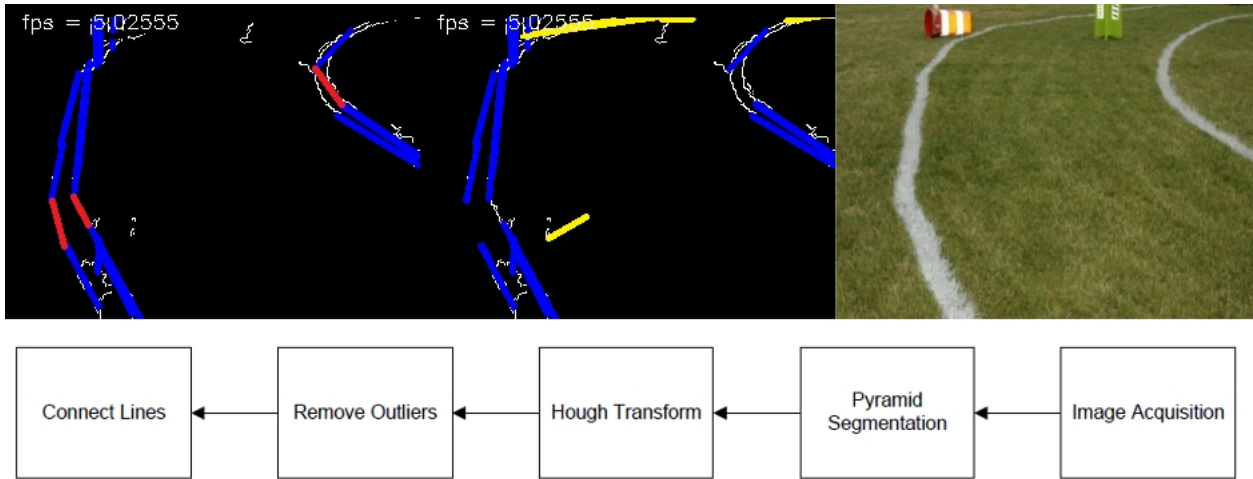 fps = 5.02555
fps = 5.02555
Connect Lines
Remove Outliers
Hough Transform
Pyramid
Segmentation
Image Acquisition